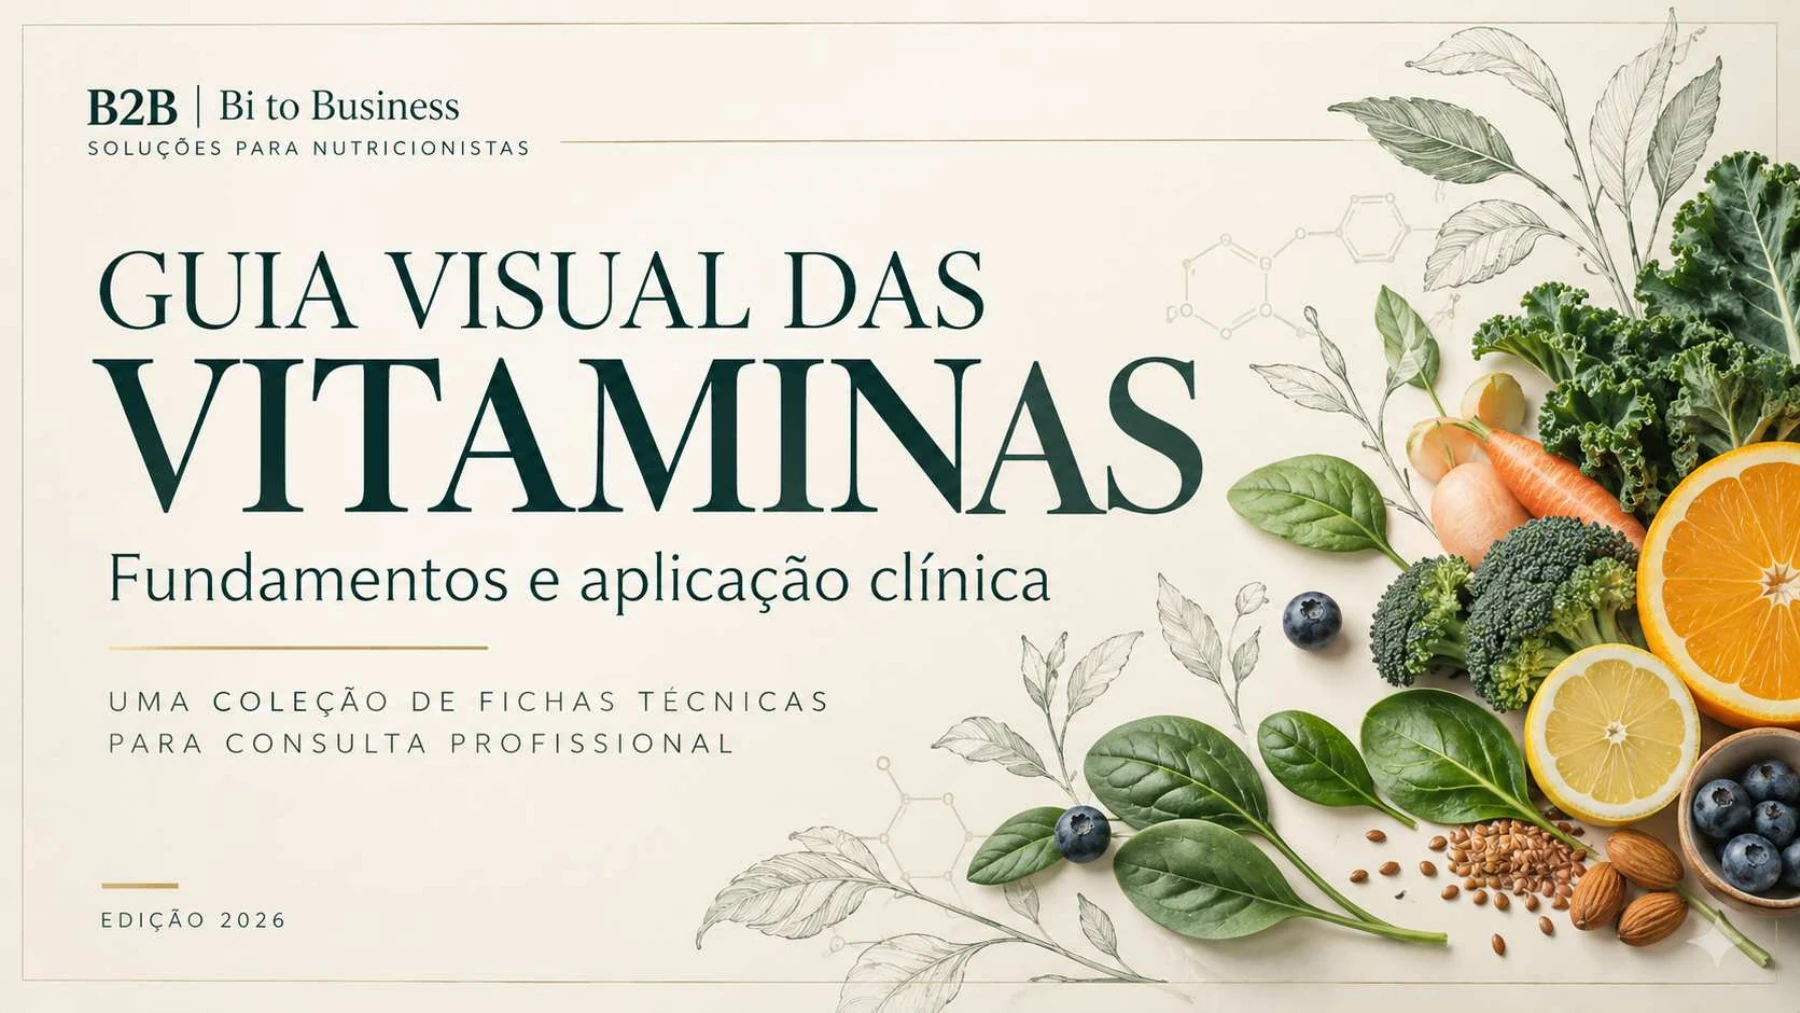 B2B | Bi to Business
SOLUÇÕES PARA NUTRICIONISTAS
GUIA VISUAL DAS
VITAMINAS
Fundamentos e aplicação clínica
UMA COLEÇÃO DE FICHAS TÉCNICAS
PARA CONSULTA PROFISSIONAL
EDIÇÃO 2026